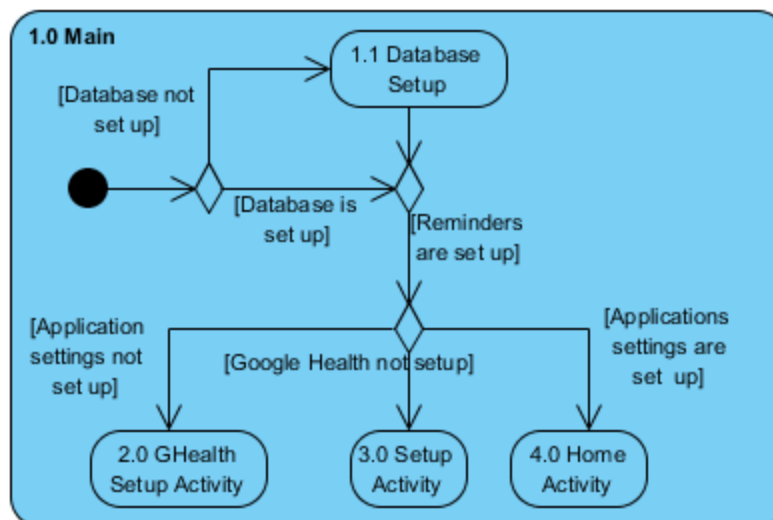 1.0 Main
1.1 Database
Setup
[Database not
set up]
[Database is
set up]
[Reminders
are set up]
[Application
settings not
set up]
[Google Health not setup]
[Applications
settings are
set up]
2.0 GHealth
Setup Activity
3.0 Setup
Activity
4.0 Home
Activity